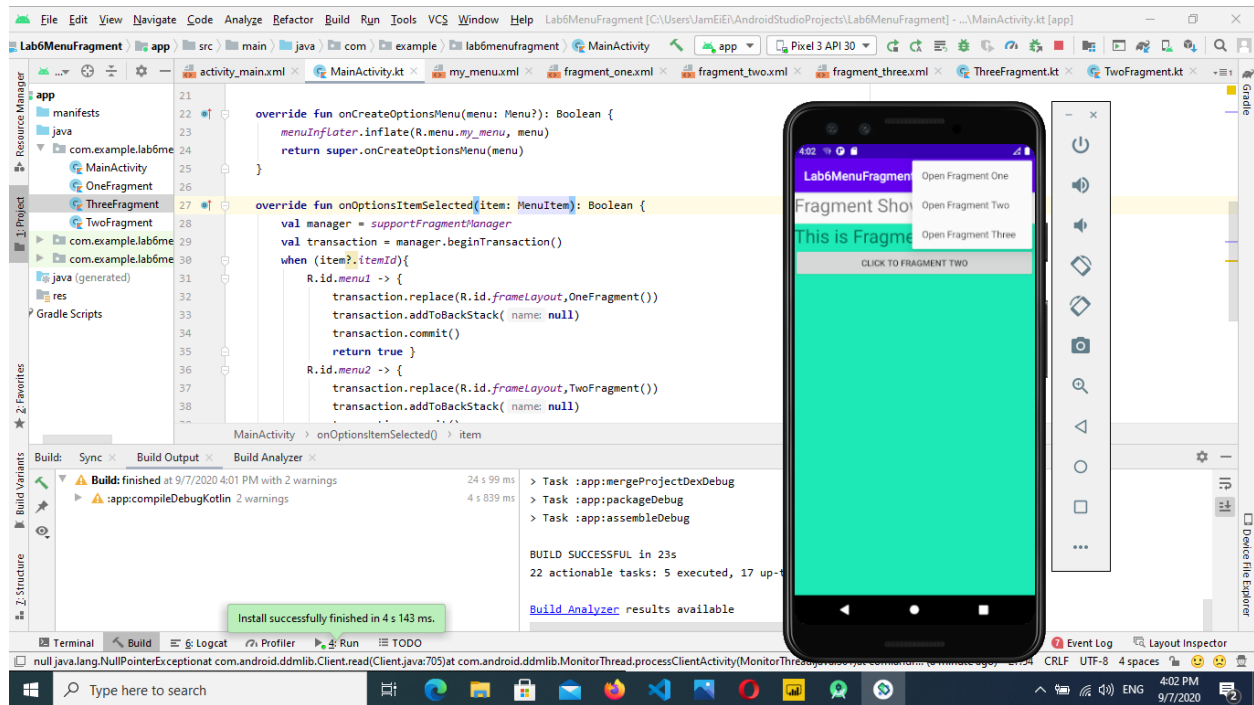 File Edit View Navigate Code Analyze Refactor Build Run Tools VCS Window Help Lab6MenuFragment [C:\Users\JamEiEi\AndroidStudioProjects\Lab6MenuFragment] - ...\MainActivity.kt [app]
Lab6MenuFragment app src main java com example lab6menufragment MainActivity app Pixel 3 API 30
activity_main.xml MainActivity.kt my_menu.xml fragment_one.xml fragment_two.xml fragment_three.xml ThreeFragment.kt TwoFragment.kt
Resource Manager
1: Project
2: Favorites
Build Variants
7: Structure
app
manifests
java
com.example.lab6me
MainActivity
OneFragment
ThreeFragment
TwoFragment
com.example.lab6me
com.example.lab6me
java (generated)
res
Gradle Scripts
21
22 override fun onCreateOptionsMenu(menu: Menu?): Boolean {
23 menuInflater.inflate(R.menu.my_menu, menu)
24 return super.onCreateOptionsMenu(menu)
25 }
26
27 override fun onOptionsItemSelected(item: MenuItem): Boolean {
28 val manager = supportFragmentManager
29 val transaction = manager.beginTransaction()
30 when (item?.itemId){
31 R.id.menu1 -> {
32 transaction.replace(R.id.frameLayout,OneFragment())
33 transaction.addToBackStack( name: null)
34 transaction.commit()
35 return true }
36 R.id.menu2 -> {
37 transaction.replace(R.id.frameLayout,TwoFragment())
38 transaction.addToBackStack( name: null)
MainActivity > onOptionsItemSelected() > item
4:02
Lab6MenuFragment
Open Fragment One
Open Fragment Two
Open Fragment Three
Fragment Show
This is Fragme
CLICK TO FRAGMENT TWO
Gradle
Device File Explorer
Build: Sync Build Output Build Analyzer
Build: finished at 9/7/2020 4:01 PM with 2 warnings 24 s 99 ms
:app:compileDebugKotlin 2 warnings 4 s 839 ms
> Task :app:mergeProjectDexDebug
> Task :app:packageDebug
> Task :app:assembleDebug
BUILD SUCCESSFUL in 23s
22 actionable tasks: 5 executed, 17 up-t
Build Analyzer results available
Install successfully finished in 4 s 143 ms.
Terminal Build 6: Logcat Profiler 4: Run TODO 7 Event Log Layout Inspector
null java.lang.NullPointerExceptionat com.android.ddmlib.Client.read(Client.java:705)at com.android.ddmlib.MonitorThread.processClientActivity(MonitorThread CRLF UTF-8 4 spaces
Type here to search ENG 4:02 PM
9/7/2020 2